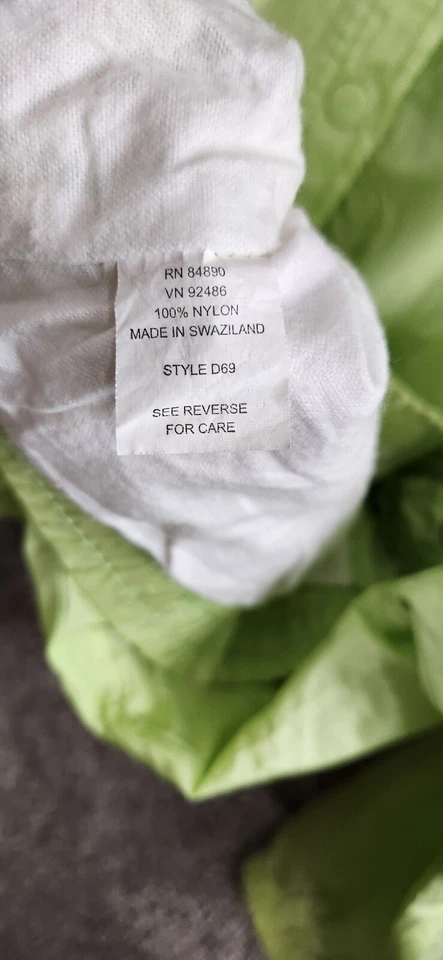 RN 84890
VN 92486
100% NYLON
MADE IN SWAZILAND
STYLE D69
SEE REVERSE
FOR CARE